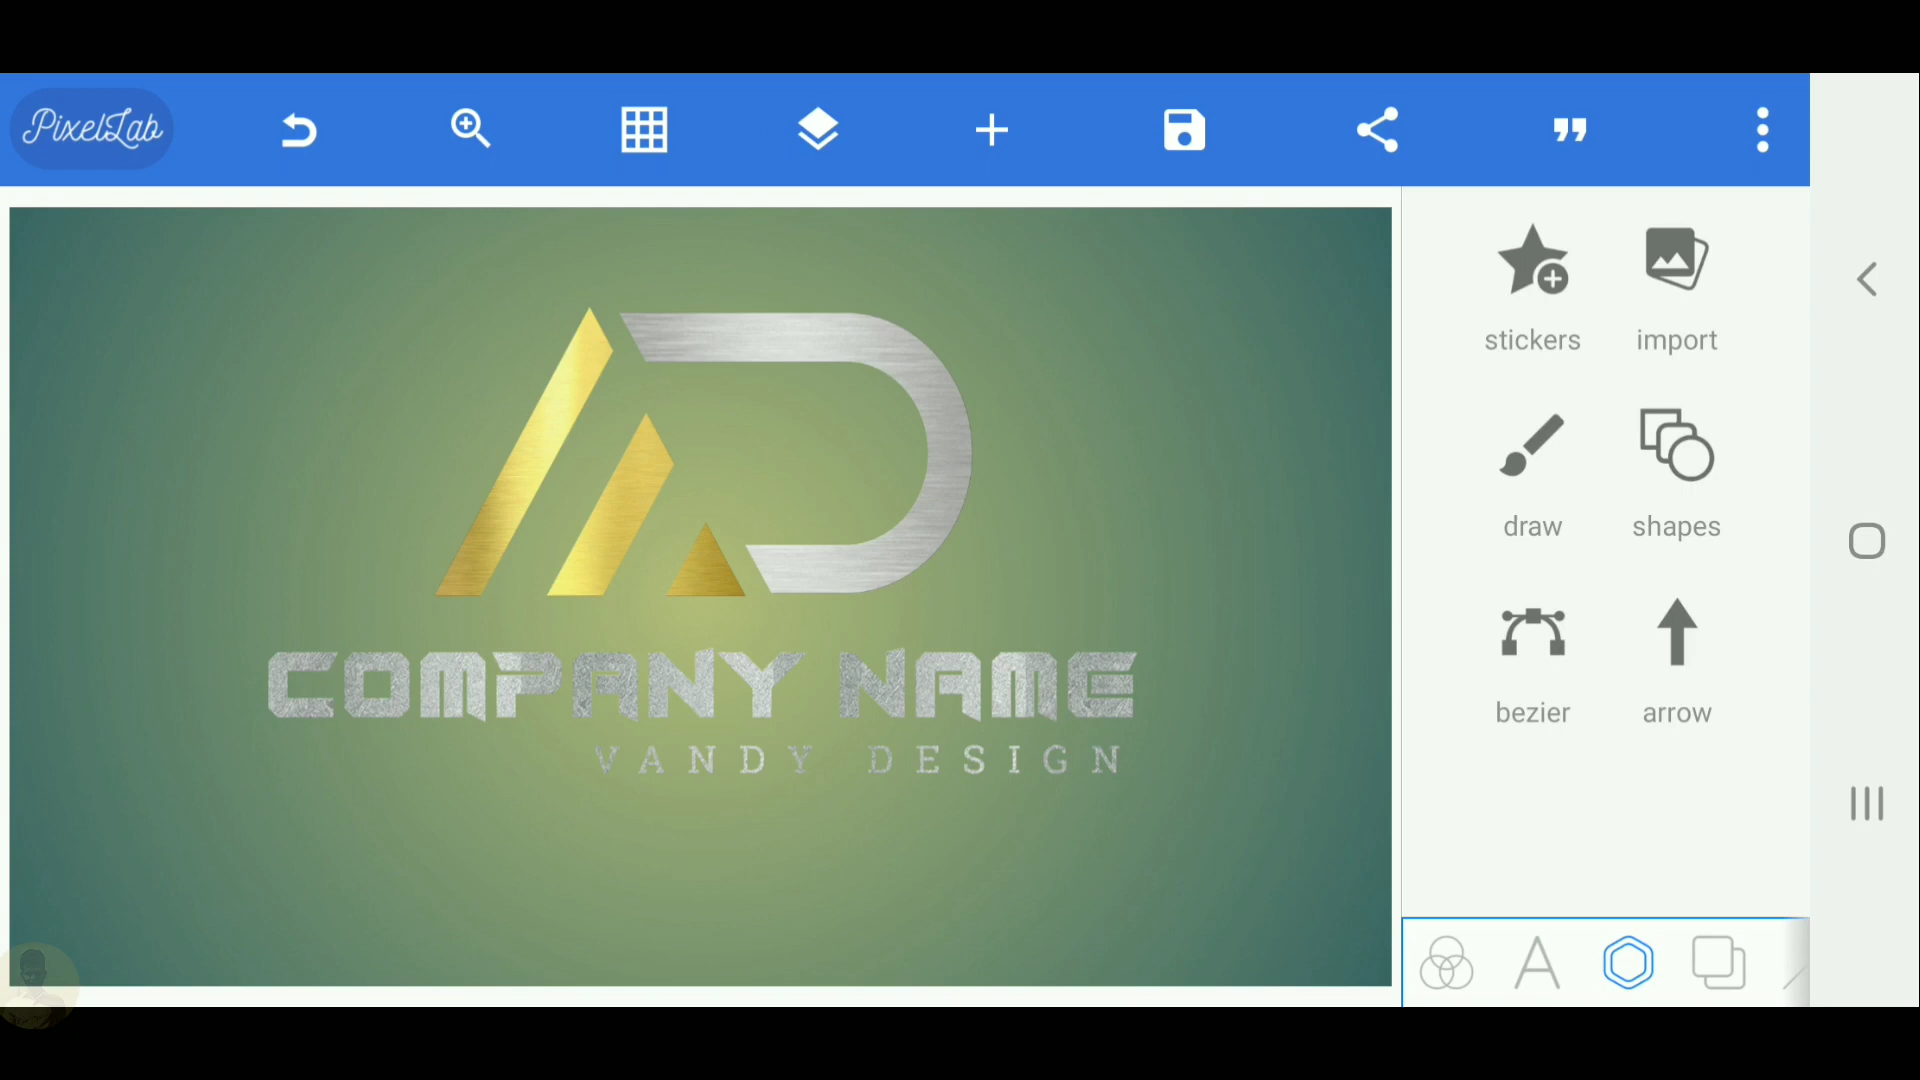 PixelLab
COMPANY NAME
VANDY DESIGN
stickers import
draw shapes
bezier arrow